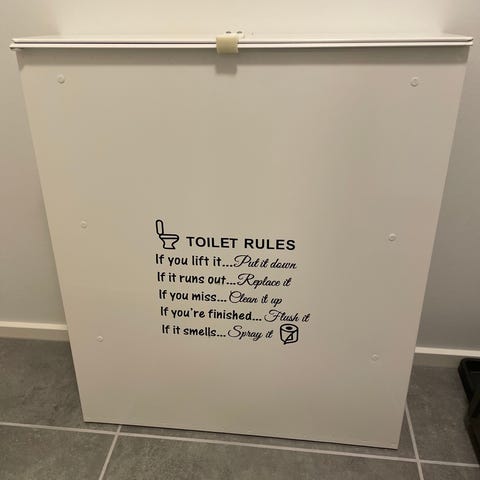 TOILET RULES
If you lift it...Put it down
If it runs out...Replace it
If you miss...Clean it up
If you're finished...Flush it
If it smells...Spray it